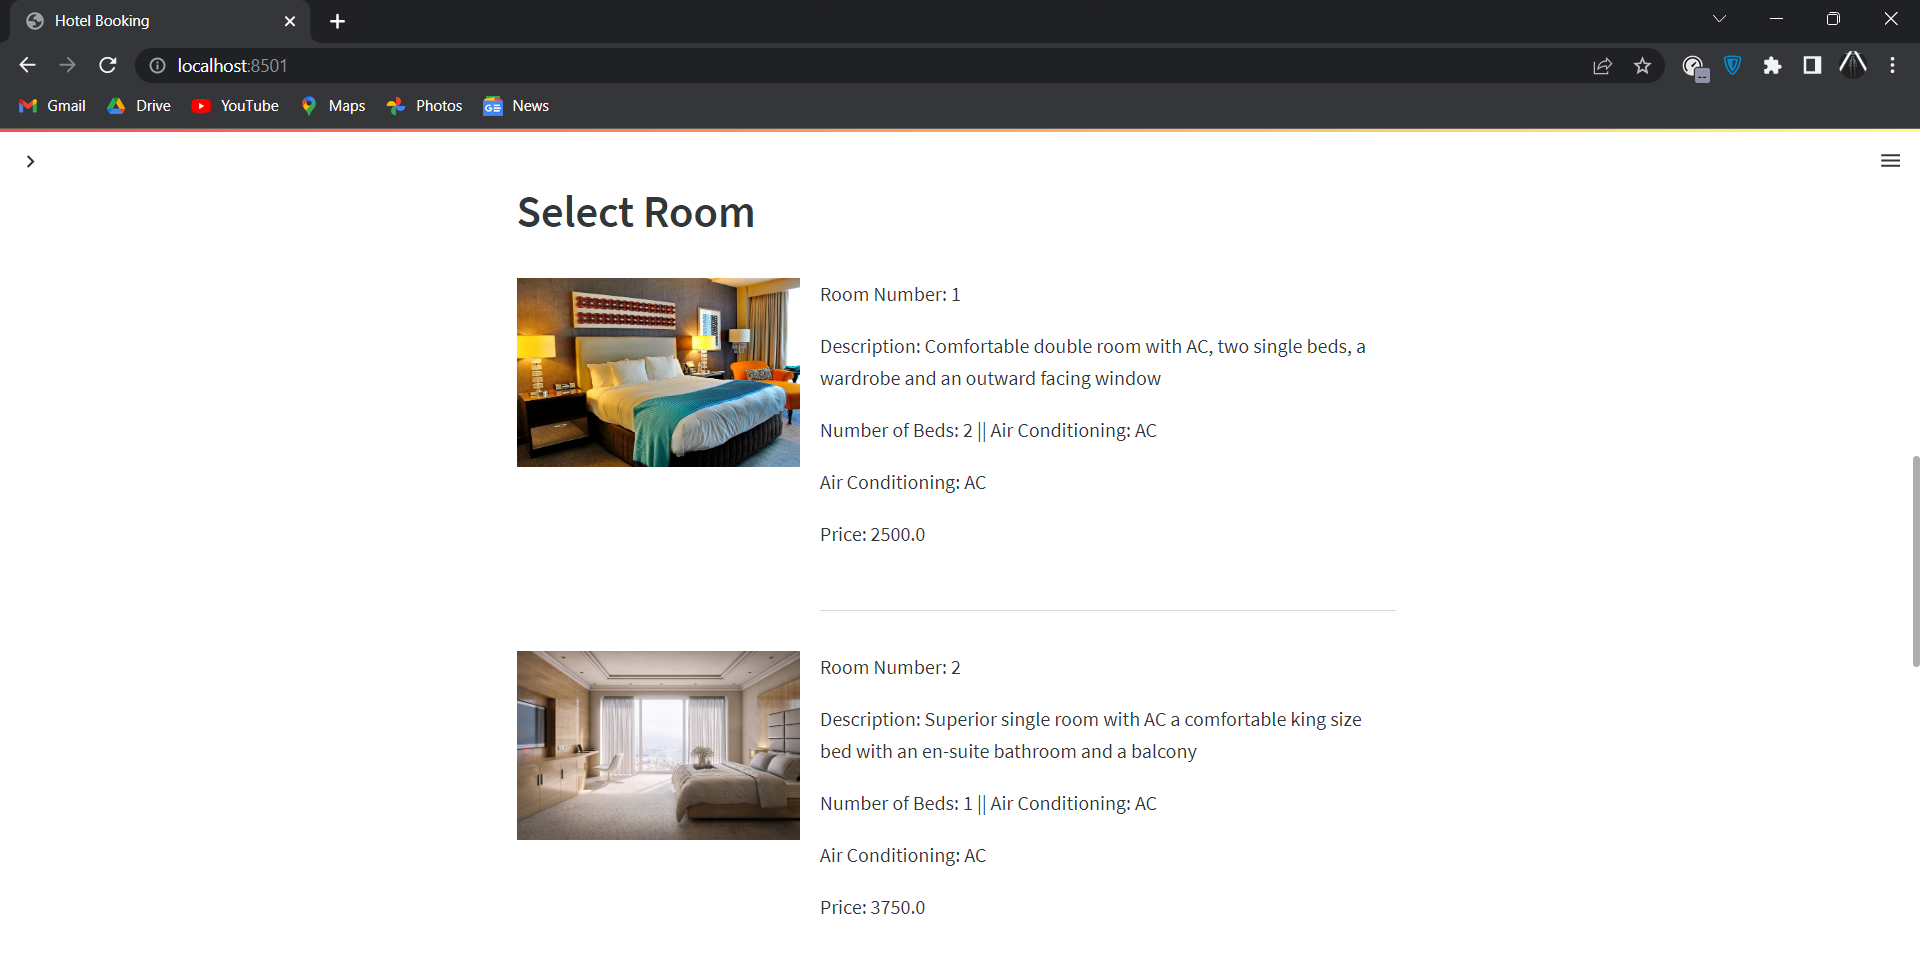 Hotel Booking
localhost:8501
Gmail
Drive
YouTube
Maps
Photos
News
Select Room
Room Number: 1
Description: Comfortable double room with AC, two single beds, a
wardrobe and an outward facing window
Number of Beds: 2 || Air Conditioning: AC
Air Conditioning: AC
Price: 2500.0
Room Number: 2
Description: Superior single room with AC a comfortable king size
bed with an en-suite bathroom and a balcony
Number of Beds: 1 || Air Conditioning: AC
Air Conditioning: AC
Price: 3750.0